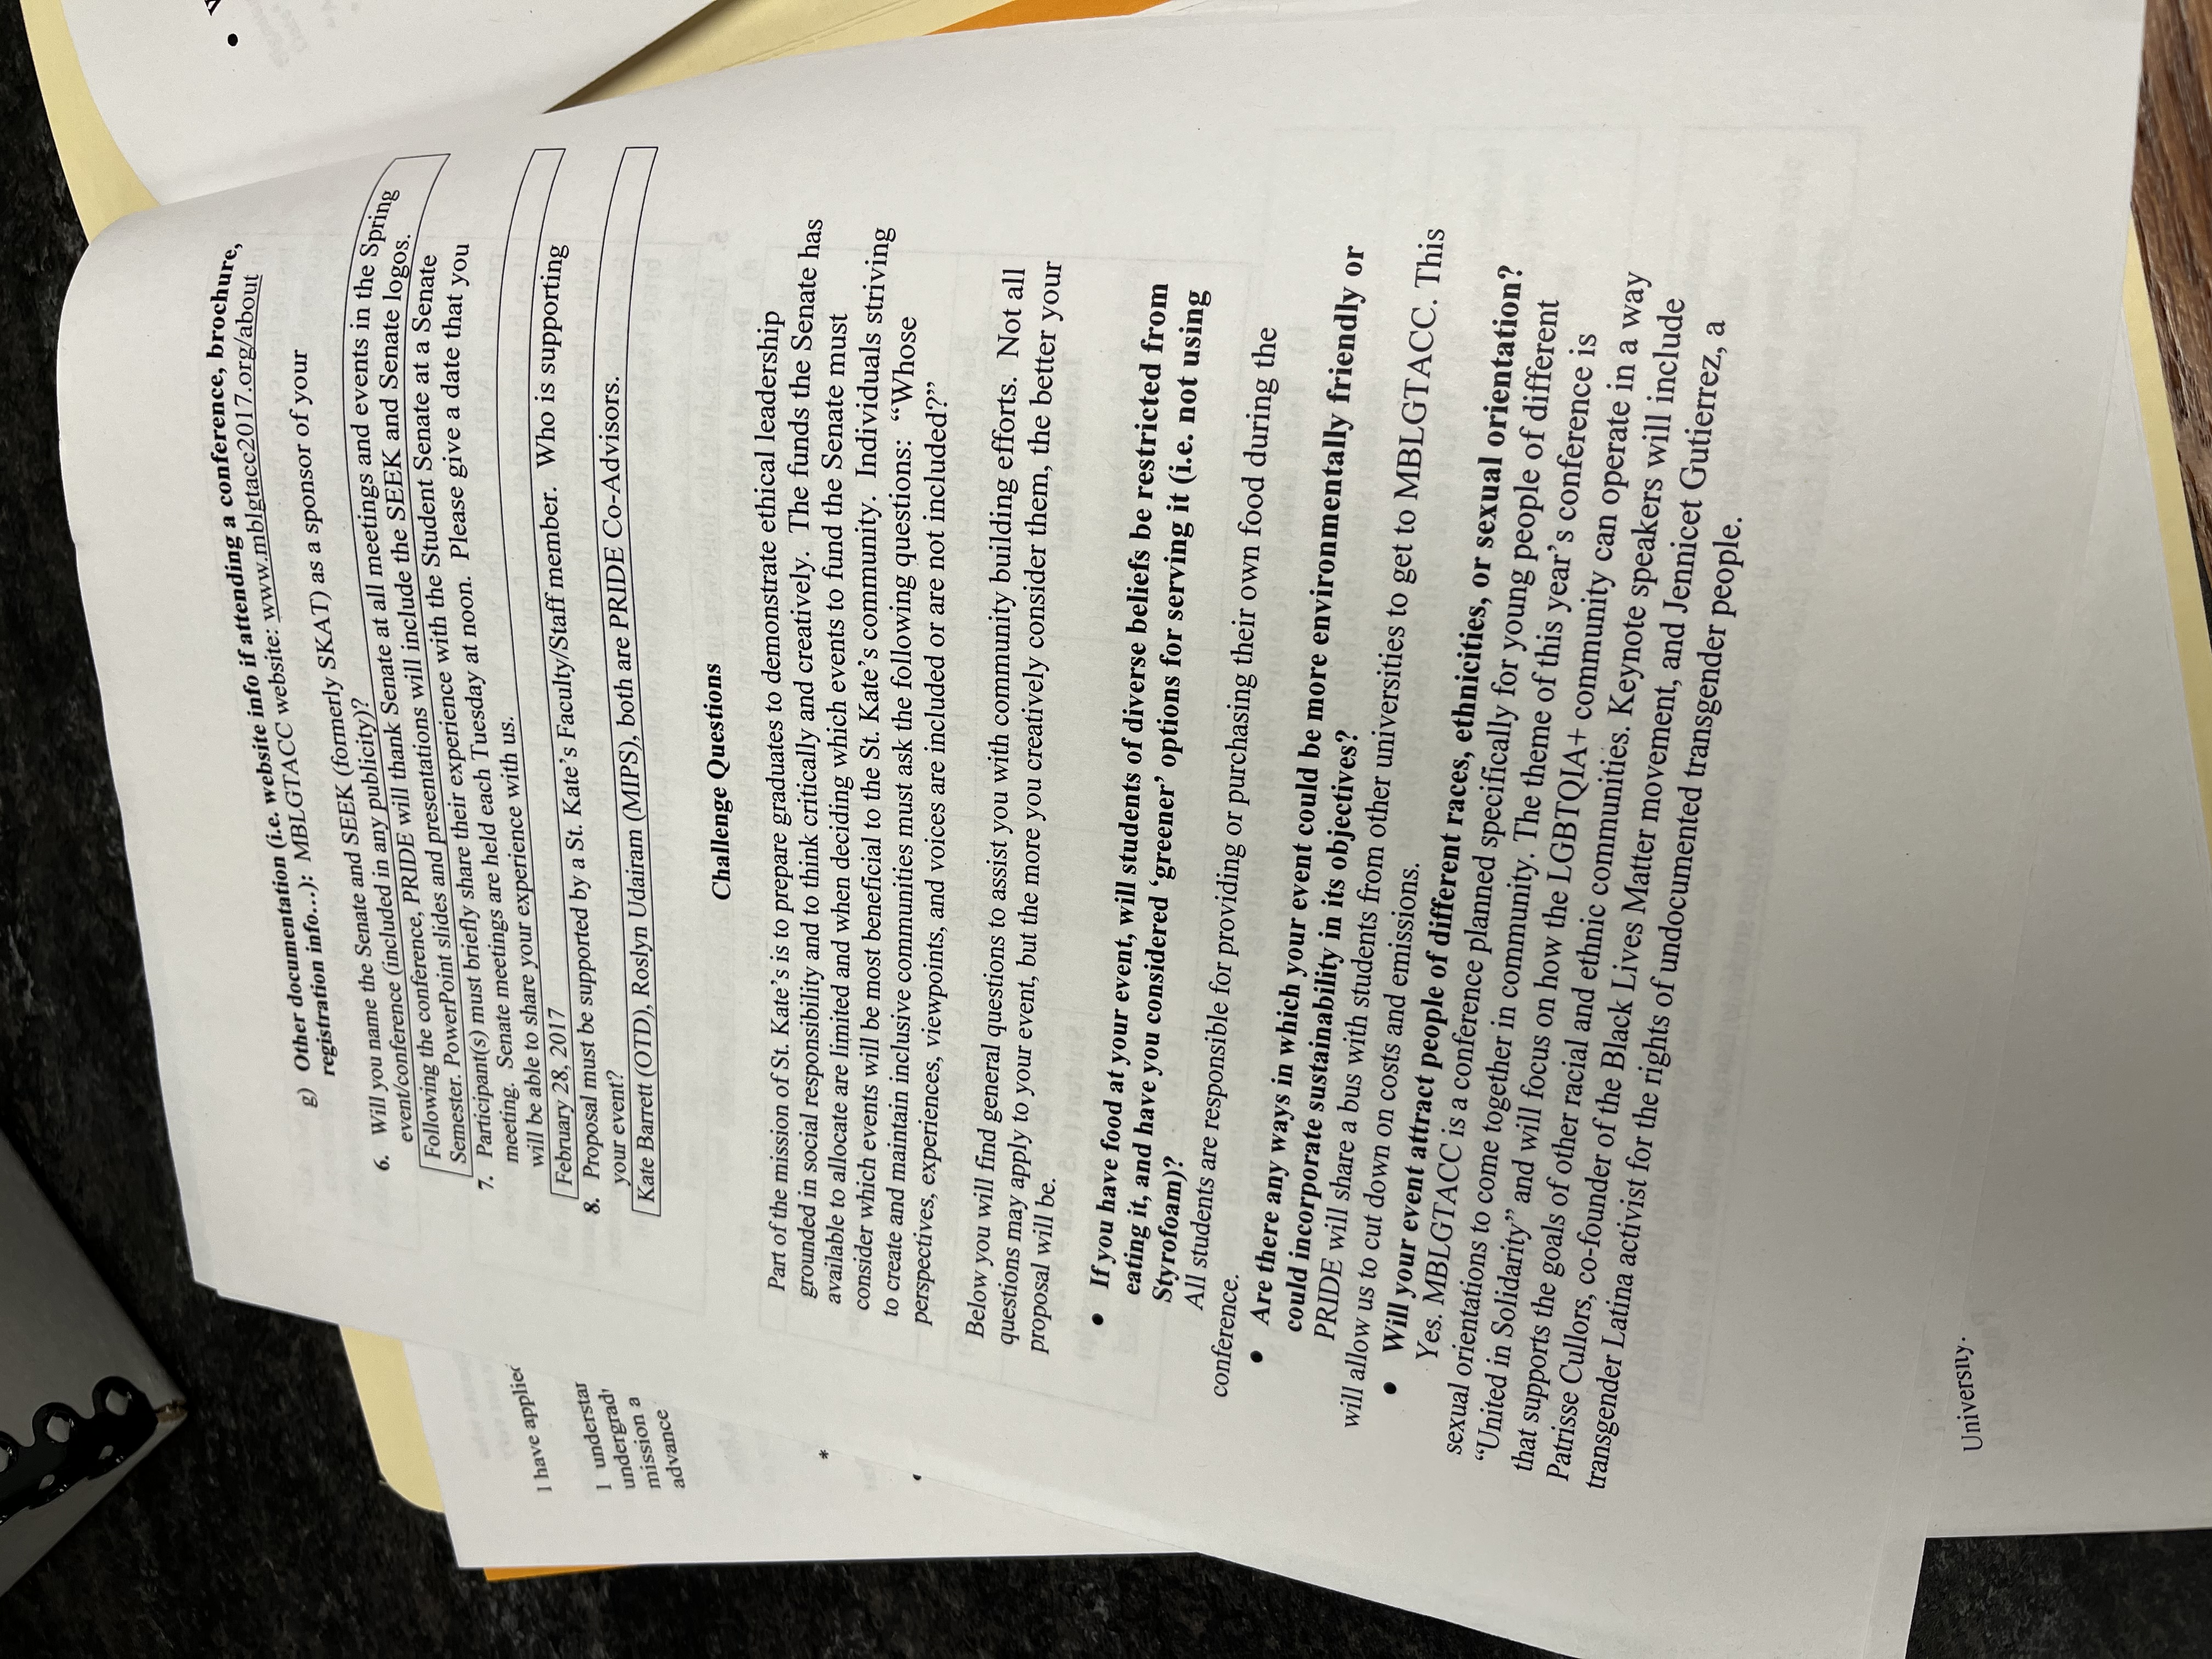 g) Other documentation (i.e. website info if attending a conference, brochure,
registration info...): MBLGTACC website: www.mblgtacc2017.org/about
6. Will you name the Senate and SEEK (formerly SKAT) as a sponsor of your
event/conference (included in any publicity)?
Following the conference, PRIDE will thank Senate at all meetings and events in the Spring
Semester. PowerPoint slides and presentations will include the SEEK and Senate logos.
7. Participant(s) must briefly share their experience with the Student Senate at a Senate
meeting. Senate meetings are held each Tuesday at noon. Please give a date that you
will be able to share your experience with us.
February 28, 2017
8. Proposal must be supported by a St. Kate's Faculty/Staff member. Who is supporting
your event?
Kate Barrett (OTD), Roslyn Udairam (MIPS), both are PRIDE Co-Advisors.
Challenge Questions
Part of the mission of St. Kate's is to prepare graduates to demonstrate ethical leadership
grounded in social responsibility and to think critically and creatively. The funds the Senate has
available to allocate are limited and when deciding which events to fund the Senate must
consider which events will be most beneficial to the St. Kate's community. Individuals striving
to create and maintain inclusive communities must ask the following questions: "Whose
perspectives, experiences, viewpoints, and voices are included or are not included?"
Below you will find general questions to assist you with community building efforts. Not all
questions may apply to your event, but the more you creatively consider them, the better your
proposal will be.
• If you have food at your event, will students of diverse beliefs be restricted from
eating it, and have you considered 'greener' options for serving it (i.e. not using
Styrofoam)?
All students are responsible for providing or purchasing their own food during the
conference.
• Are there any ways in which your event could be more environmentally friendly or
could incorporate sustainability in its objectives?
PRIDE will share a bus with students from other universities to get to MBLGTACC. This
will allow us to cut down on costs and emissions.
• Will your event attract people of different races, ethnicities, or sexual orientation?
Yes. MBLGTACC is a conference planned specifically for young people of different
sexual orientations to come together in community. The theme of this year's conference is
"United in Solidarity" and will focus on how the LGBTQIA+ community can operate in a way
that supports the goals of other racial and ethnic communities. Keynote speakers will include
Patrisse Cullors, co-founder of the Black Lives Matter movement, and Jennicet Gutierrez, a
transgender Latina activist for the rights of undocumented transgender people.
I have applied
I understan
undergrad
mission a
advance
*
University.